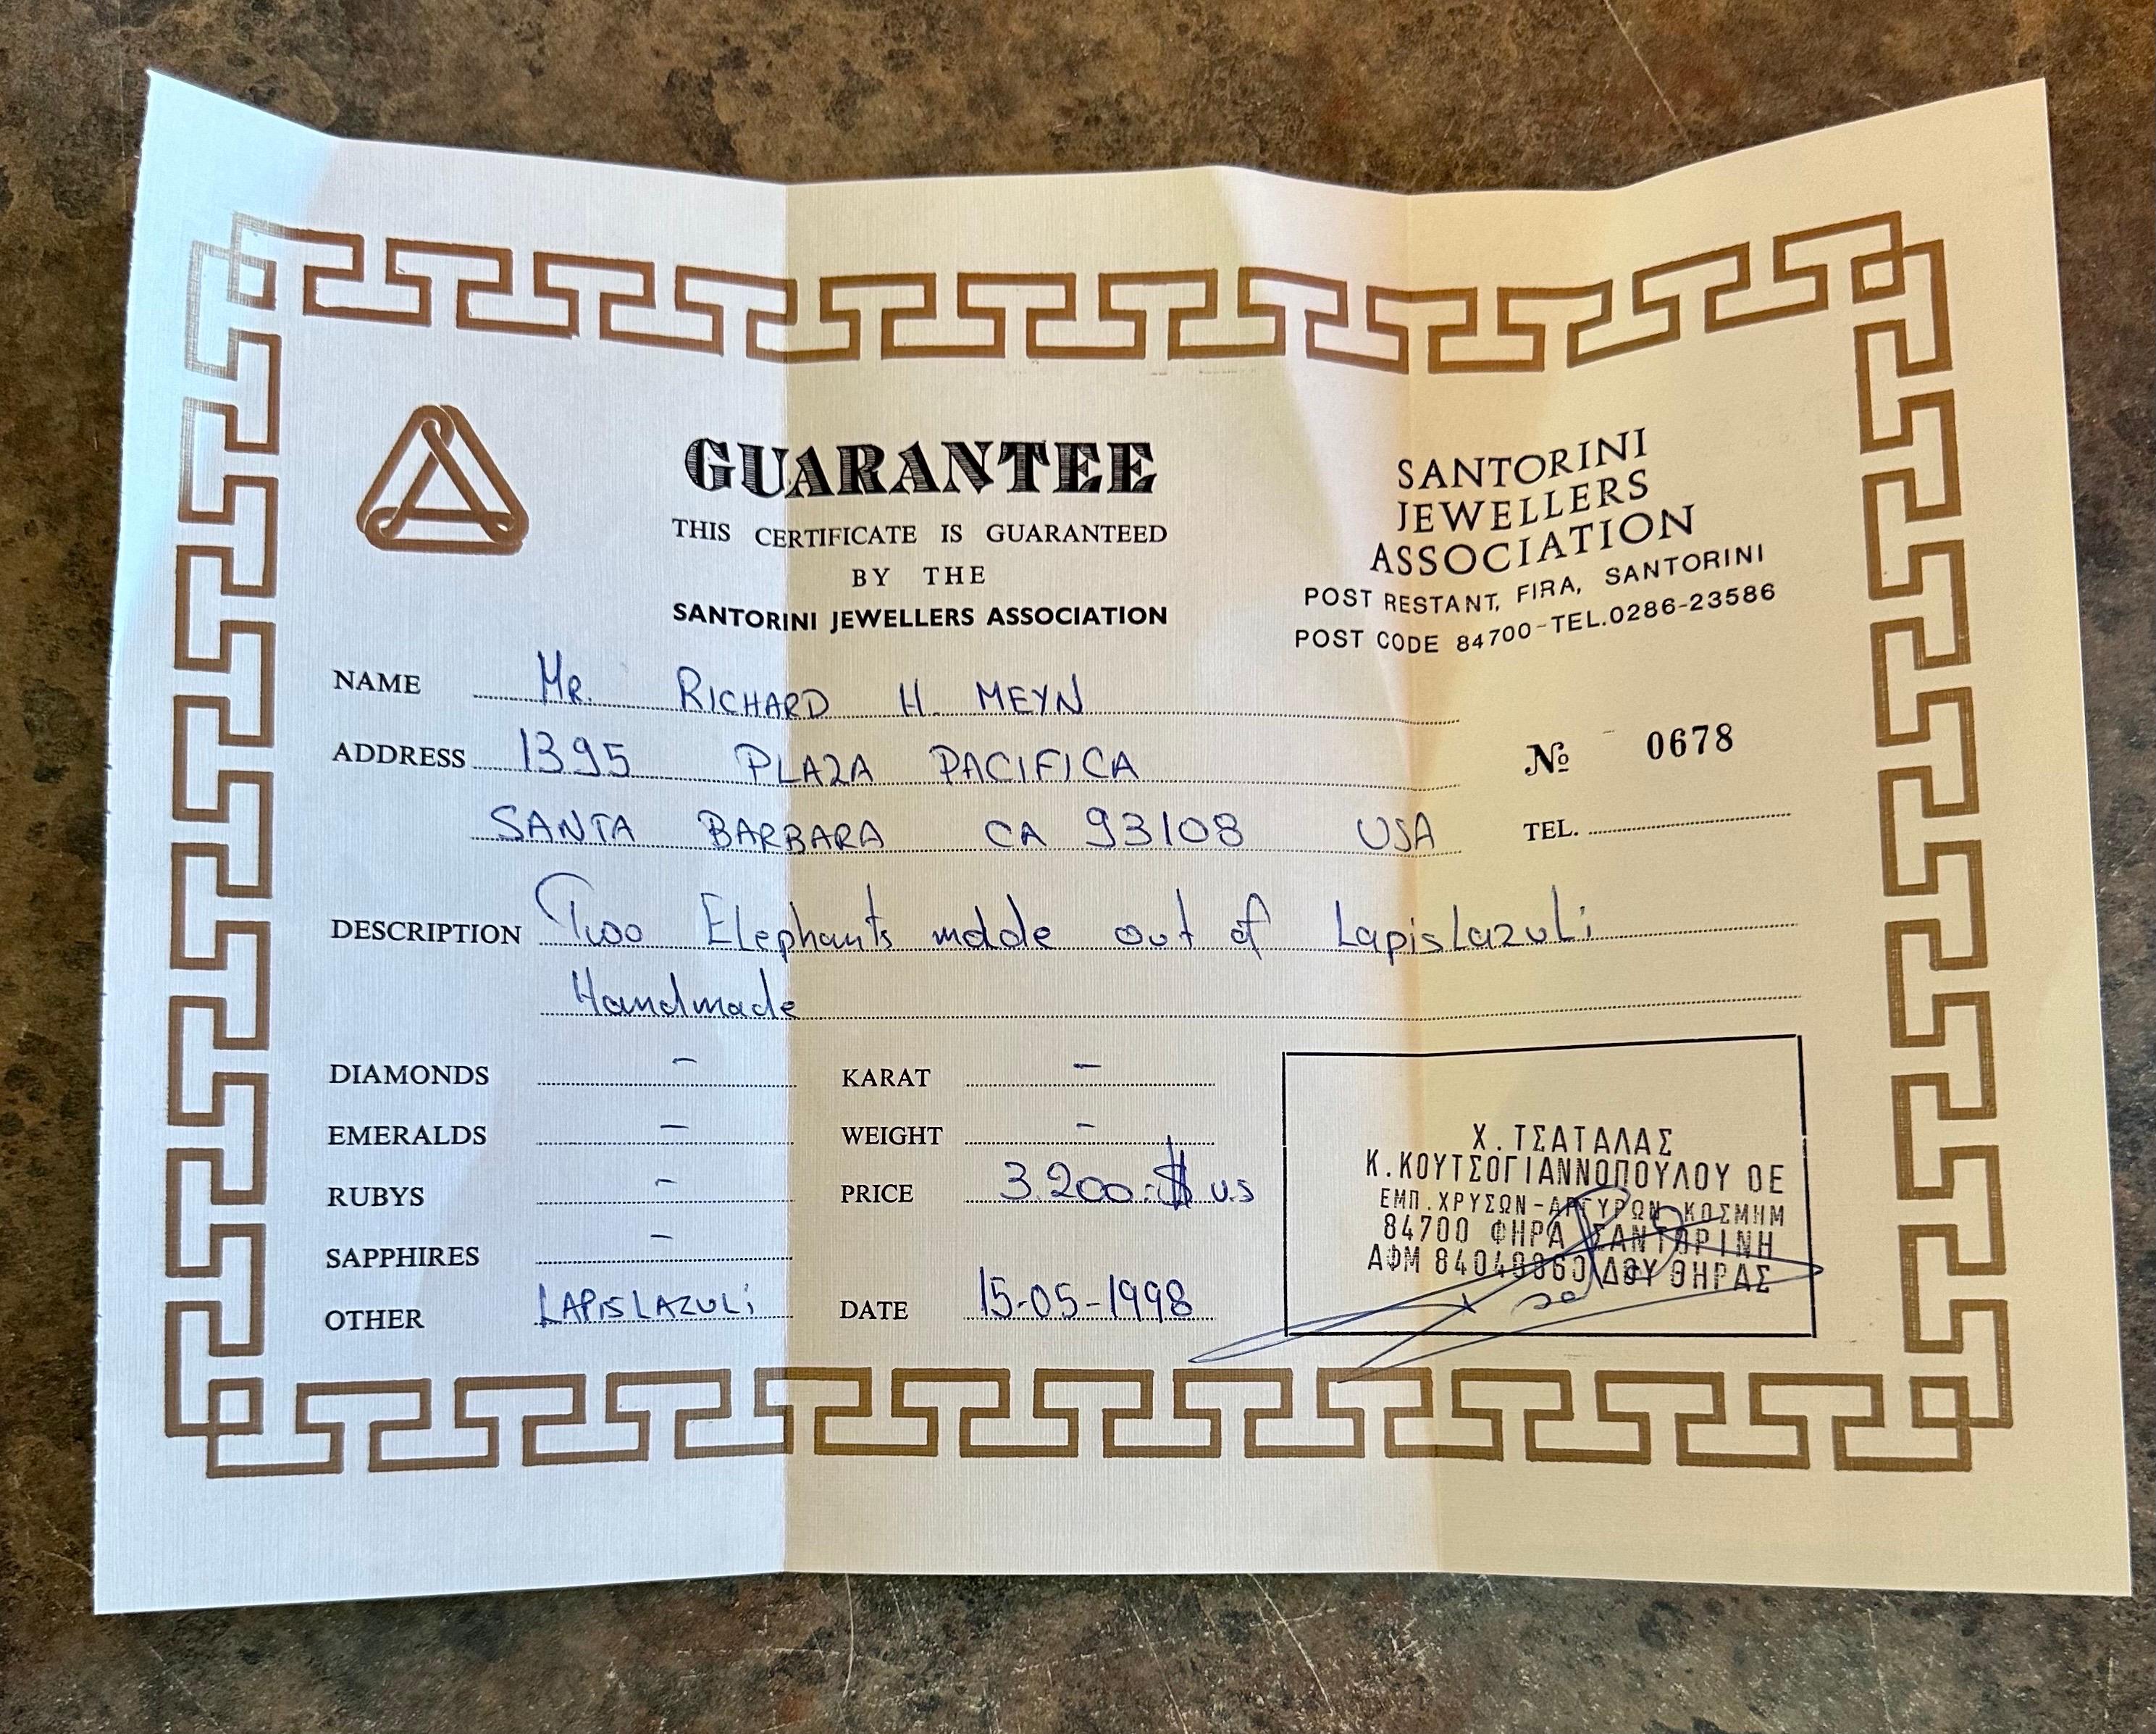 GUARANTEE
THIS CERTIFICATE IS GUARANTEED
BY THE
SANTORINI JEWELLERS ASSOCIATION
SANTORINI
JEWELLERS
ASSOCIATION
POST RESTANT, FIRA, SANTORINI
POST CODE 84700-TEL.0286-23586
NAME MR. RICHARD H. MEYN
ADDRESS 1395 PLAZA PACIFICA
№ 0678
SANTA BARBARA CA 93108 USA
TEL.
DESCRIPTION Two Elephants made out of LapisLazuli
Handmade
DIAMONDS –
KARAT –
EMERALDS –
WEIGHT –
RUBYS –
PRICE 3.200.-$ U.S
SAPPHIRES –
OTHER LAPISLAZULi
DATE 15-05-1998
Χ.ΤΣΑΤΑΛΑΣ
Κ.ΚΟΥΤΣΟΓΙΑΝΝΟΠΟΥΛΟΥ ΟΕ
ΕΜΠ.ΧΡΥΣΩΝ-ΑΡΓΥΡΩΝ ΚΟΣΜΗΜ
84700 ΦΗΡΑ ΣΑΝΤΟΡΙΝΗ
ΑΦΜ ΔΟΥ ΘΗΡΑΣ